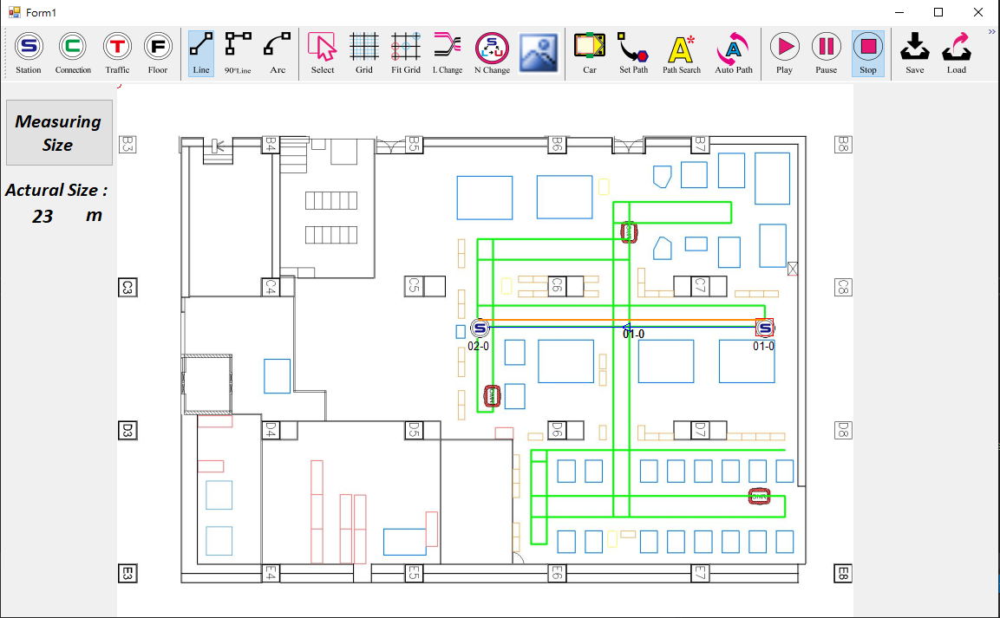 Form1
Station Connection Traffic Floor Line 90°Line Arc Select Grid Fit Grid L Change N Change Car Set Path Path Search Auto Path Play Pause Stop Save Load
Measuring
Size
Actural Size :
23 m
B3 B4 B5 B6 B7 B8
C3 C4 C5 C6 C7 C8
S S
02-0 01-0 01-0
D3 D4 D5 D6 D7 D8
E3 E4 E5 E6 E7 E8